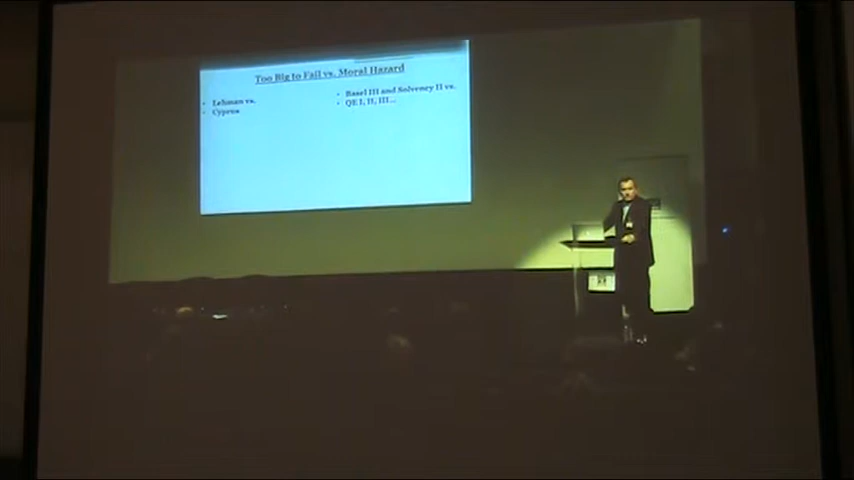 Too Big to Fail vs. Moral Hazard
• Lehman vs.
• Cyprus
• Basel III and Solvency II vs.
• QE I, II, III...